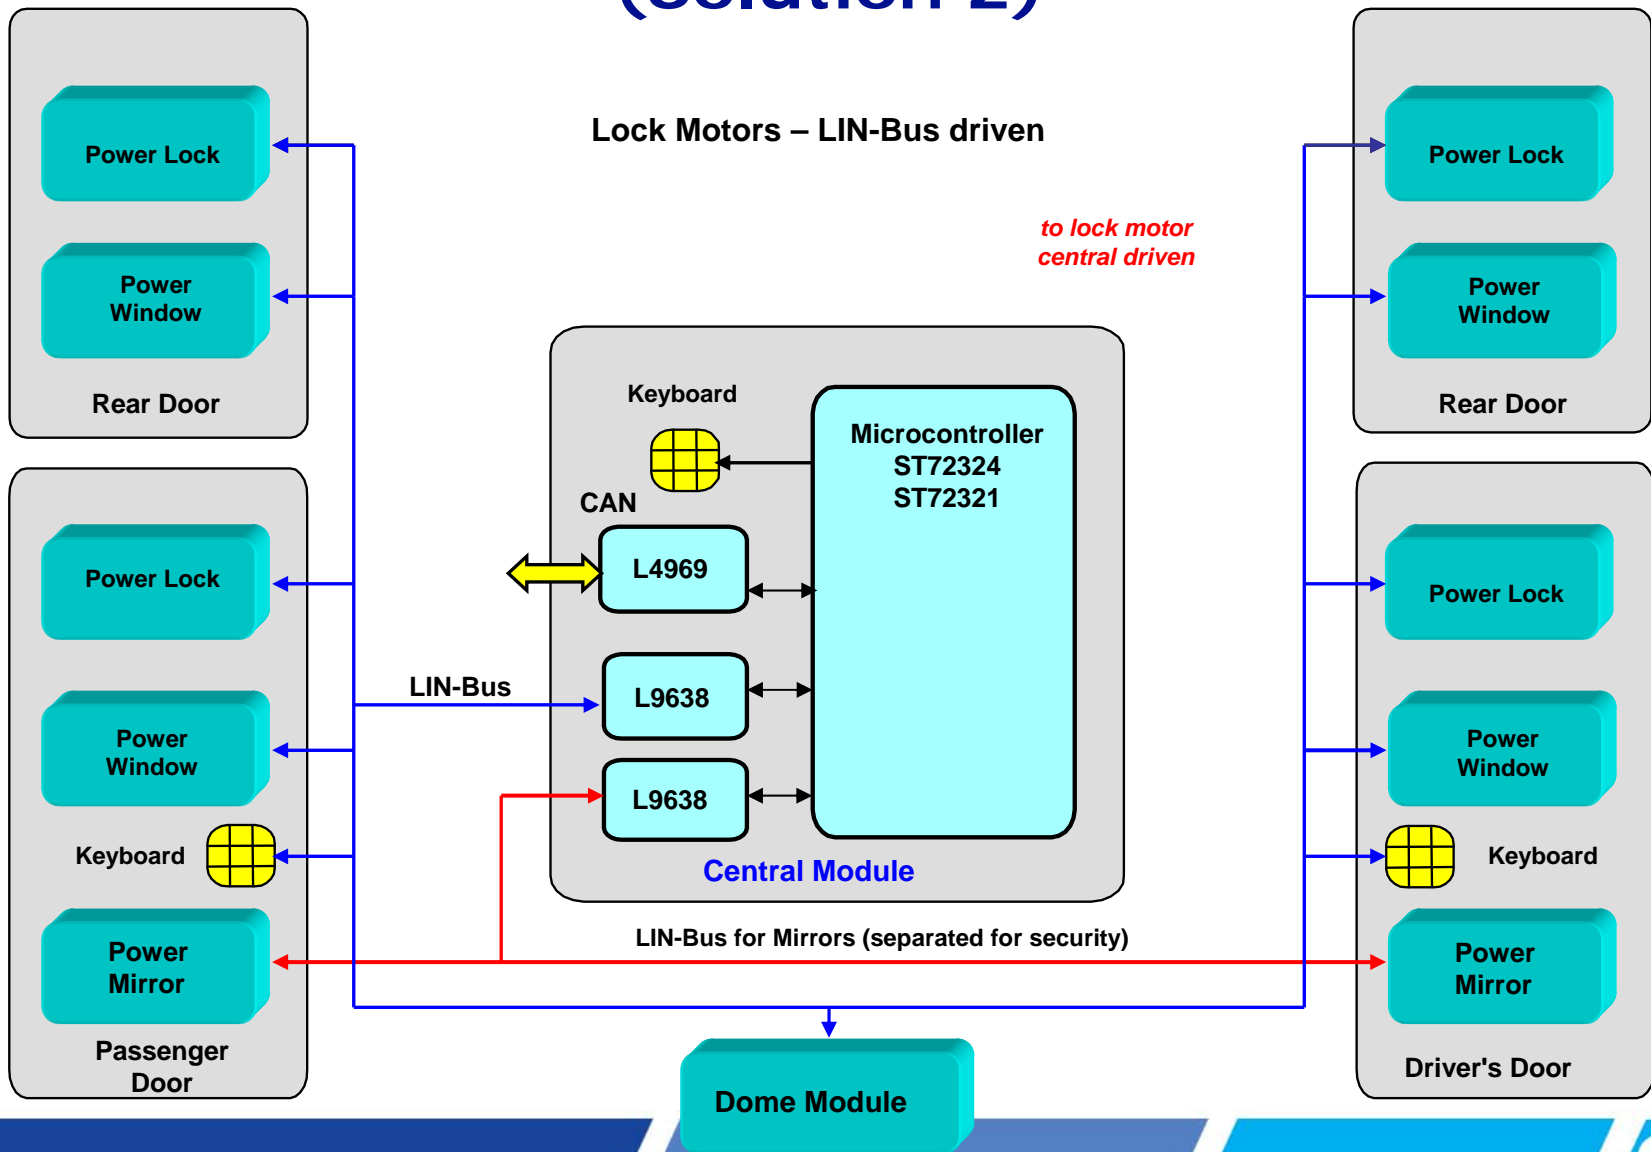 (Solution 2)
Lock Motors – LIN-Bus driven
to lock motor
central driven
Power Lock
Power
Window
Rear Door
Power Lock
Power
Window
Rear Door
Keyboard
Microcontroller
ST72324
ST72321
CAN
L4969
L9638
L9638
Central Module
LIN-Bus
Power Lock
Power
Window
Keyboard
Power
Mirror
Passenger
Door
LIN-Bus for Mirrors (separated for security)
Power Lock
Power
Window
Keyboard
Power
Mirror
Driver's Door
Dome Module